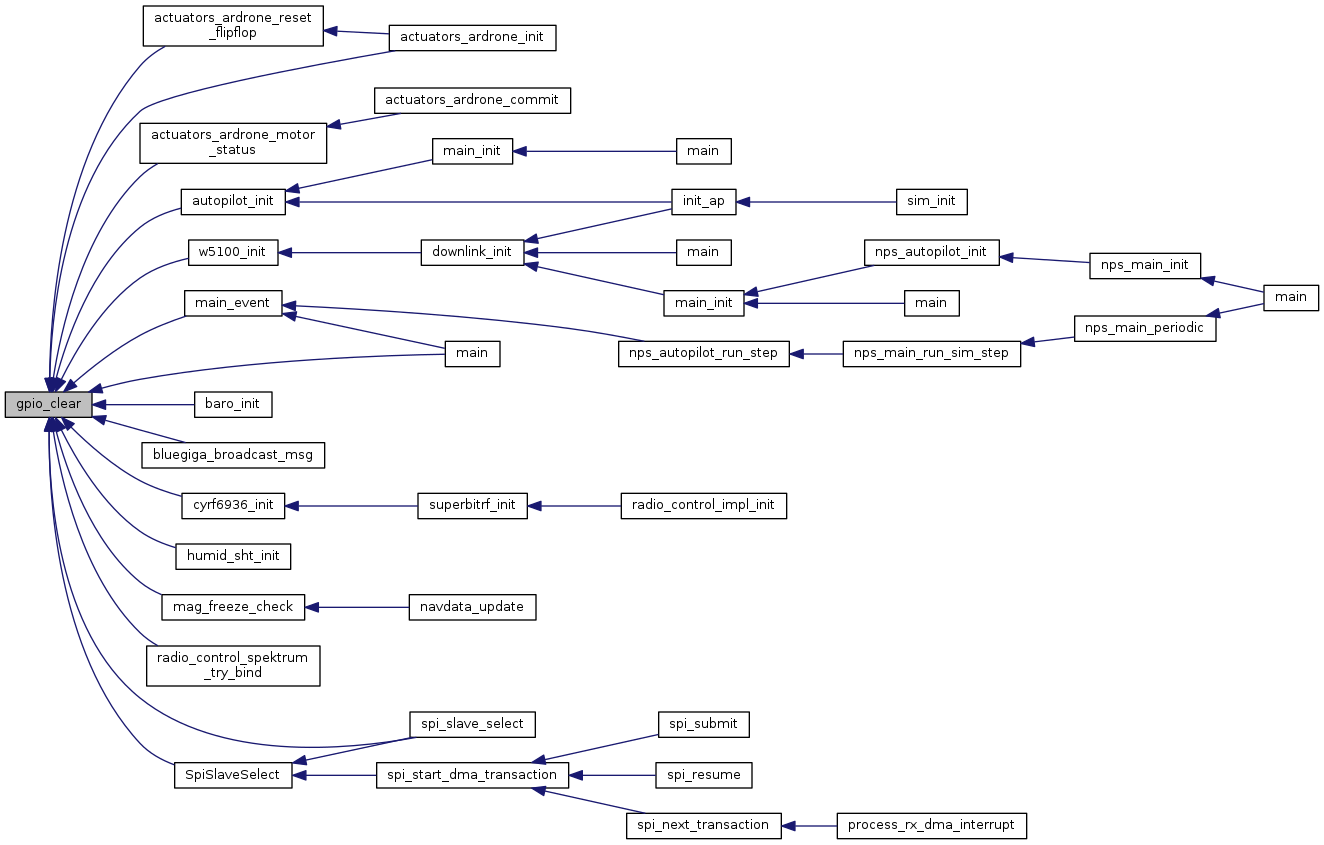 actuators_ardrone_reset
_flipflop
actuators_ardrone_init
actuators_ardrone_commit
actuators_ardrone_motor
_status
main_init
main
autopilot_init
init_ap
sim_init
w5100_init
downlink_init
main
nps_autopilot_init
nps_main_init
main_event
main_init
main
main
nps_main_periodic
main
nps_autopilot_run_step
nps_main_run_sim_step
gpio_clear
baro_init
bluegiga_broadcast_msg
cyrf6936_init
superbitrf_init
radio_control_impl_init
humid_sht_init
mag_freeze_check
navdata_update
radio_control_spektrum
_try_bind
spi_slave_select
spi_submit
SpiSlaveSelect
spi_start_dma_transaction
spi_resume
spi_next_transaction
process_rx_dma_interrupt